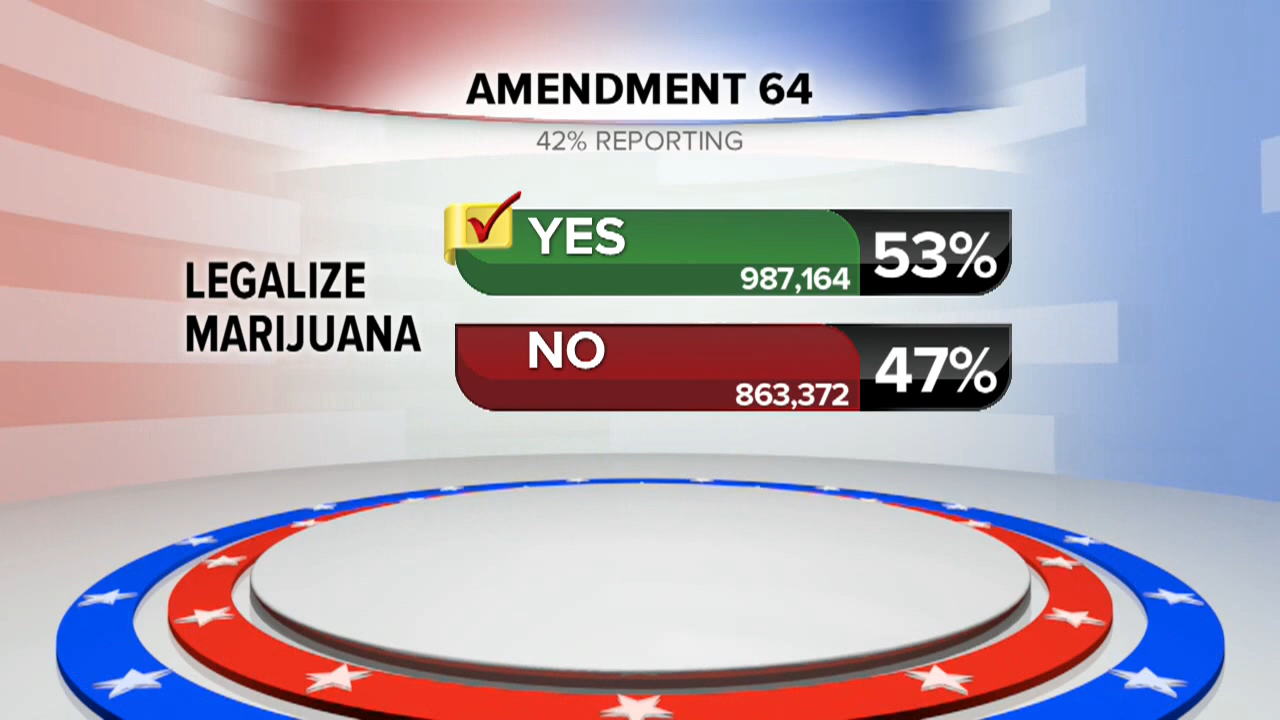 AMENDMENT 64
42% REPORTING
LEGALIZE
MARIJUANA
YES
987,164
53%
NO
863,372
47%